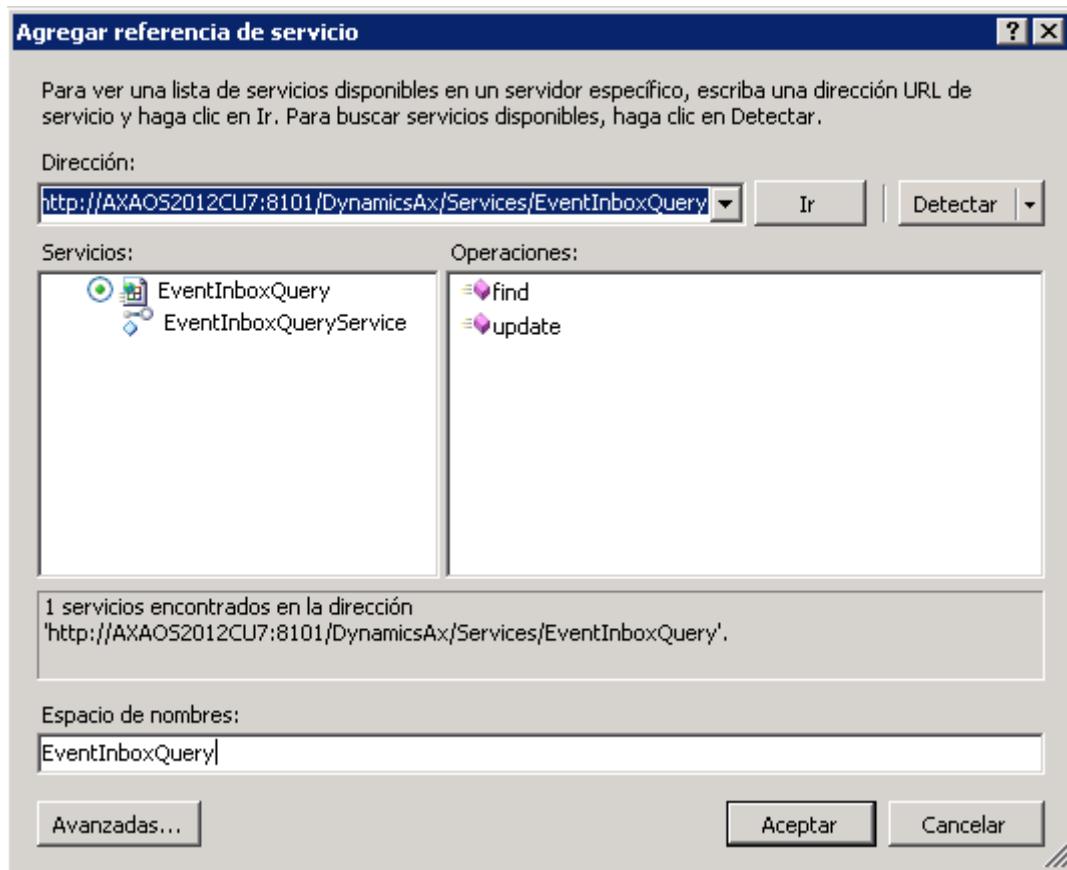 Agregar referencia de servicio
Para ver una lista de servicios disponibles en un servidor específico, escriba una dirección URL de
servicio y haga clic en Ir. Para buscar servicios disponibles, haga clic en Detectar.
Dirección:
http://AXAOS2012CU7:8101/DynamicsAx/Services/EventInboxQuery
Ir
Detectar
Servicios:
Operaciones:
EventInboxQuery
EventInboxQueryService
find
update
1 servicios encontrados en la dirección
'http://AXAOS2012CU7:8101/DynamicsAx/Services/EventInboxQuery'.
Espacio de nombres:
EventInboxQuery
Avanzadas...
Aceptar
Cancelar